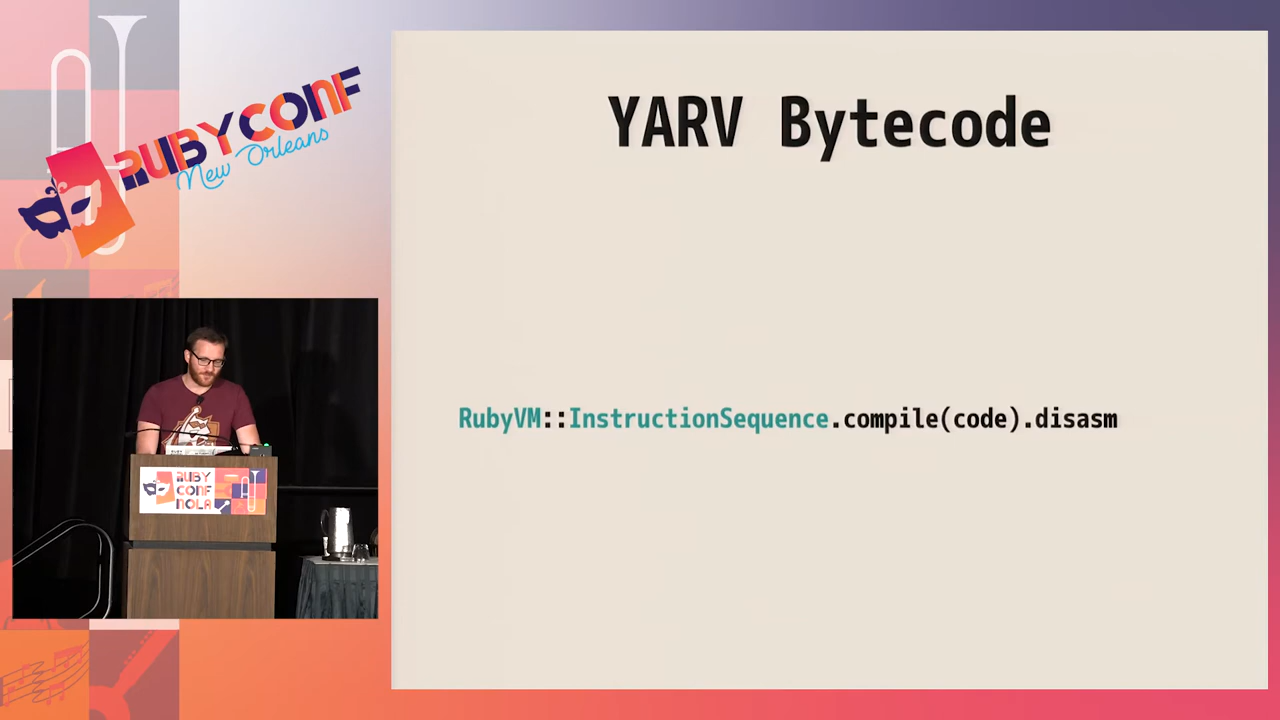 RUBYCONF
New Orleans
YARV Bytecode
RubyVM::InstructionSequence.compile(code).disasm
RUBY
CONF
NOLA